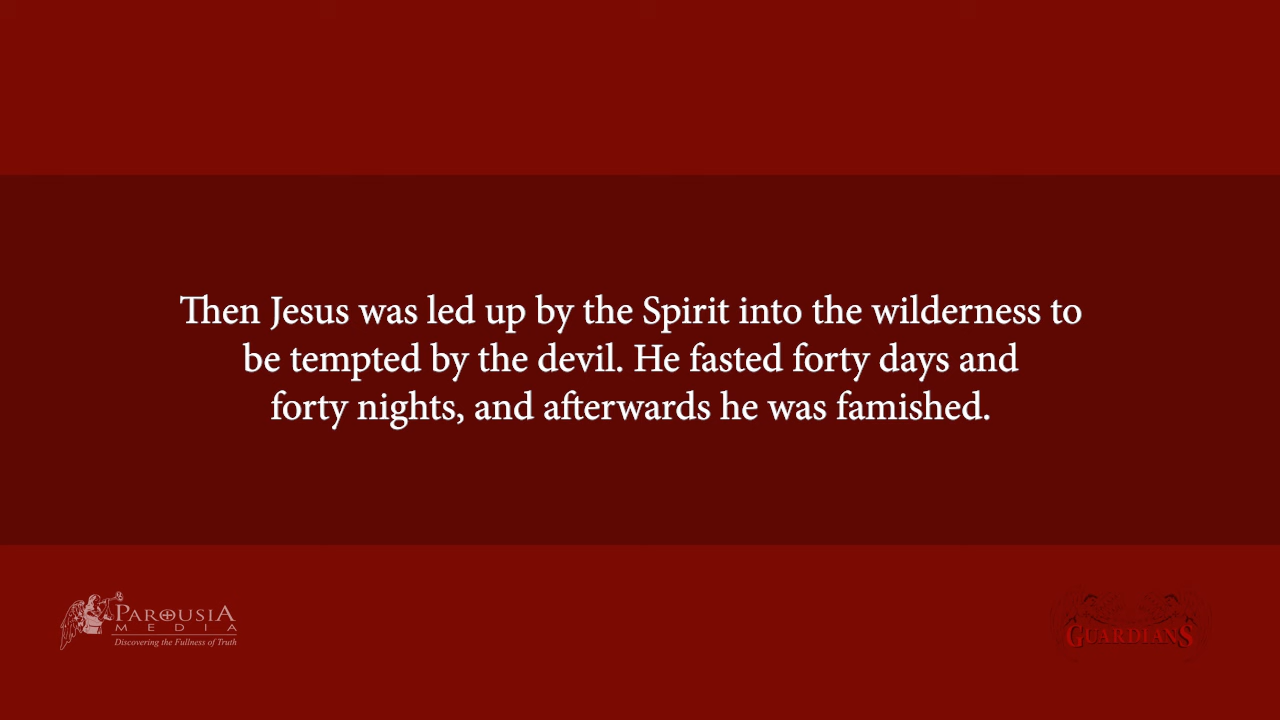 Then Jesus was led up by the Spirit into the wilderness to
be tempted by the devil. He fasted forty days and
forty nights, and afterwards he was famished.
PAROUSIA
MEDIA
Discovering the Fullness of Truth
GUARDIANS